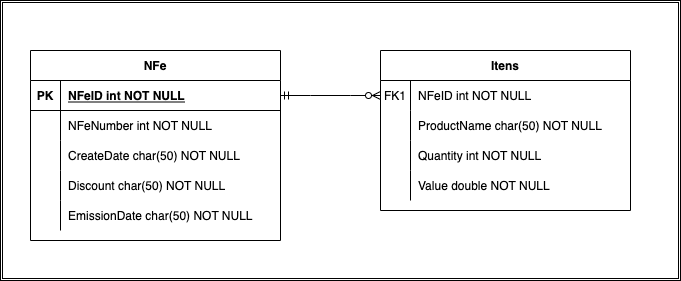 NFe
PK NFeID int NOT NULL
NFeNumber int NOT NULL
CreateDate char(50) NOT NULL
Discount char(50) NOT NULL
EmissionDate char(50) NOT NULL
Itens
FK1 NFeID int NOT NULL
ProductName char(50) NOT NULL
Quantity int NOT NULL
Value double NOT NULL